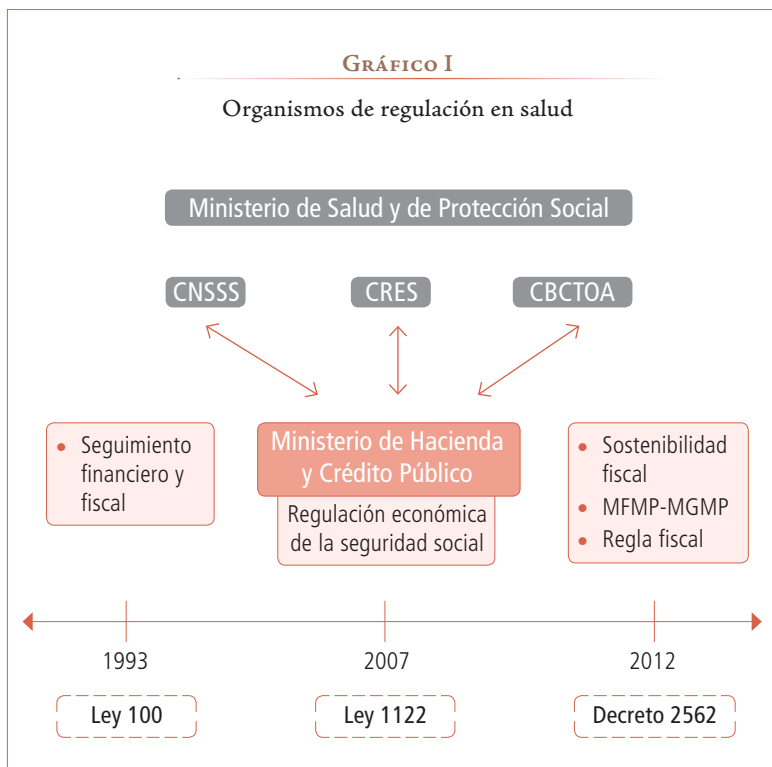 Gráfico I
Organismos de regulación en salud
Ministerio de Salud y de Protección Social
CNSSS
CRES
CBCTOA
• Seguimiento
financiero y
fiscal
Ministerio de Hacienda
y Crédito Público
Regulación económica
de la seguridad social
• Sostenibilidad
fiscal
• MFMP-MGMP
• Regla fiscal
1993
2007
2012
Ley 100
Ley 1122
Decreto 2562